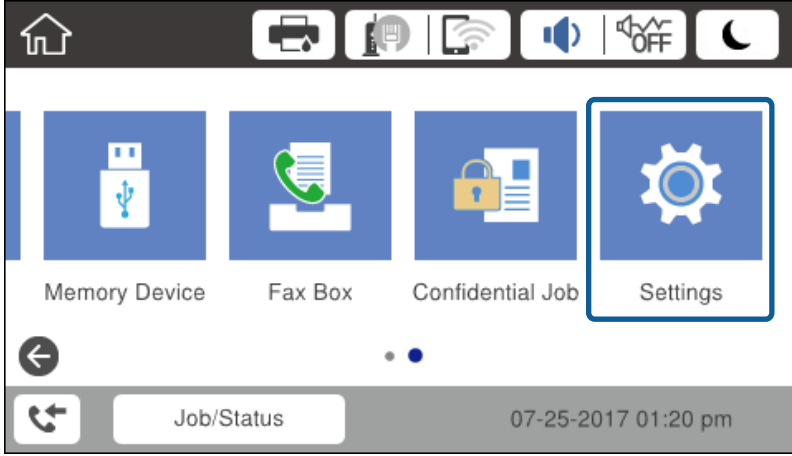 OFF
Memory Device
Fax Box
Confidential Job
Settings
Job/Status
07-25-2017 01:20 pm